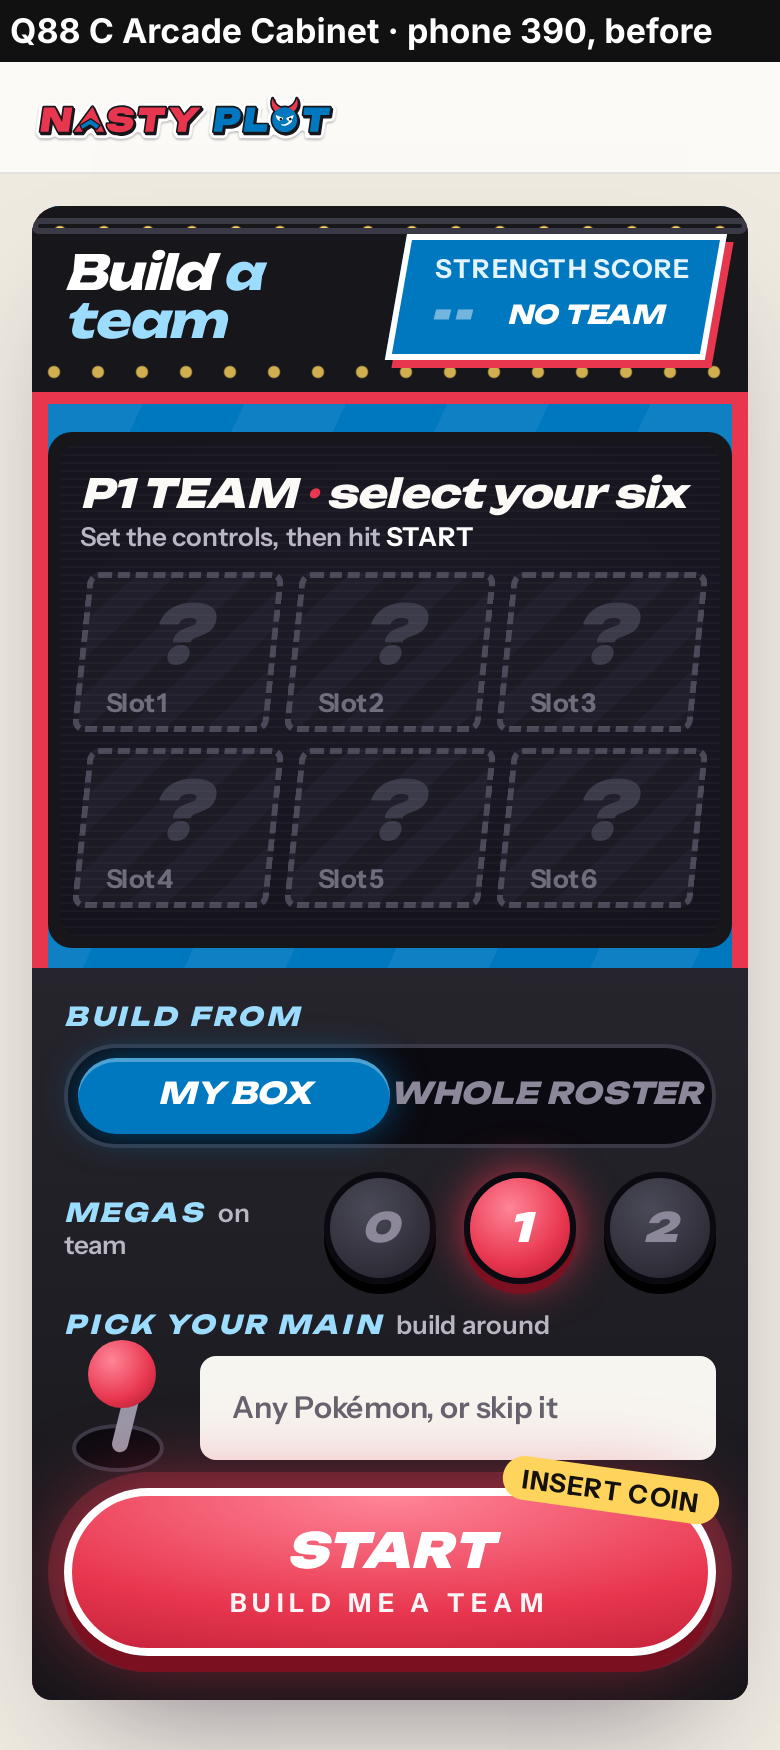 Q88 C Arcade Cabinet · phone 390, before
NASTY PLOT
Build a
team
STRENGTH SCORE
-- NO TEAM
P1 TEAM · select your six
Set the controls, then hit START
?
?
?
Slot 1
Slot 2
Slot 3
?
?
?
Slot 4
Slot 5
Slot 6
BUILD FROM
MY BOX
WHOLE ROSTER
MEGAS on
team
0
1
2
PICK YOUR MAIN build around
Any Pokémon, or skip it
INSERT COIN
START
BUILD ME A TEAM